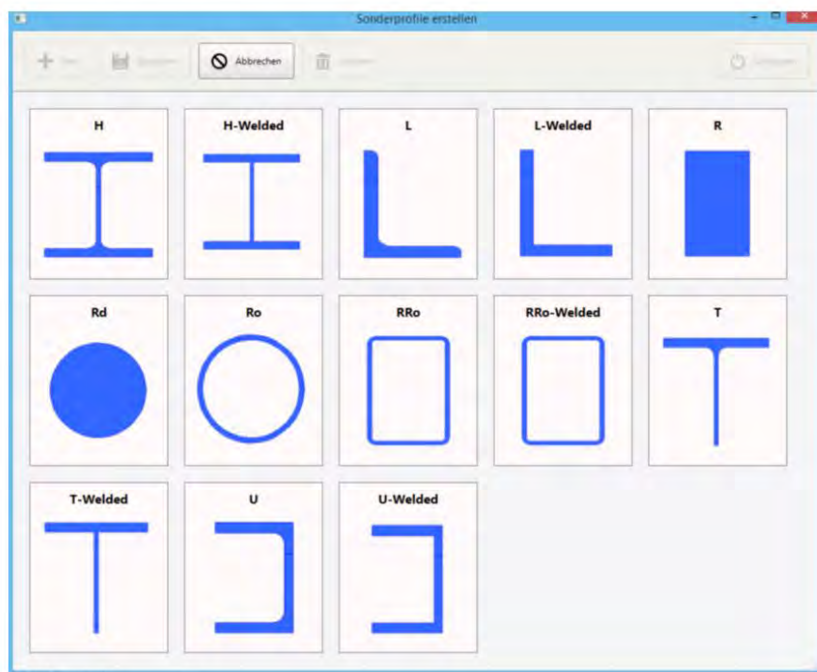 Sonderprofile erstellen
Abbrechen
H
H-Welded
L
L-Welded
R
Rd
Ro
RRo
RRo-Welded
T
T-Welded
U
U-Welded